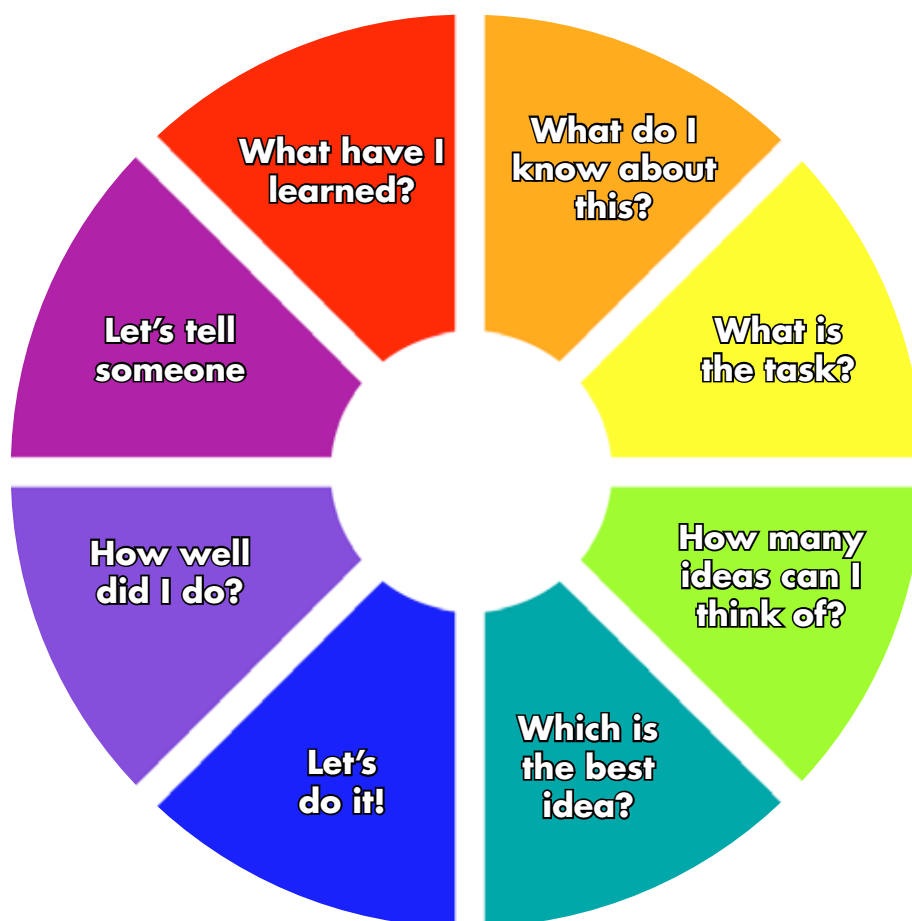 What do I
know about
this?
What is
the task?
How many
ideas can I
think of?
Which is
the best
idea?
Let's
do it!
How well
did I do?
Let's tell
someone
What have I
learned?